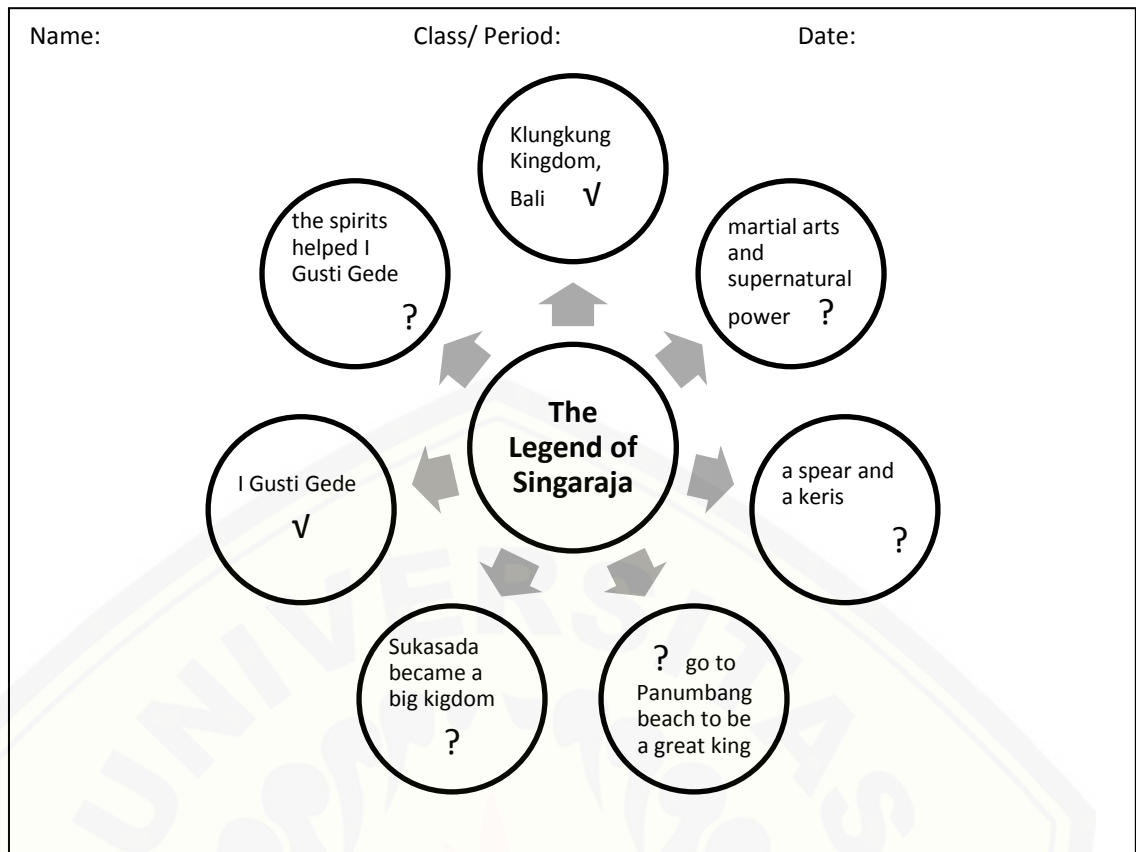 Name: Class/ Period: Date:
Klungkung
Kingdom,
Bali √
martial arts
and
supernatural
power ?
a spear and
a keris
?
? go to
Panumbang
beach to be
a great king
Sukasada
became a
big kigdom
?
I Gusti Gede
√
the spirits
helped I
Gusti Gede
?
The
Legend of
Singaraja
UNIVERSITAS